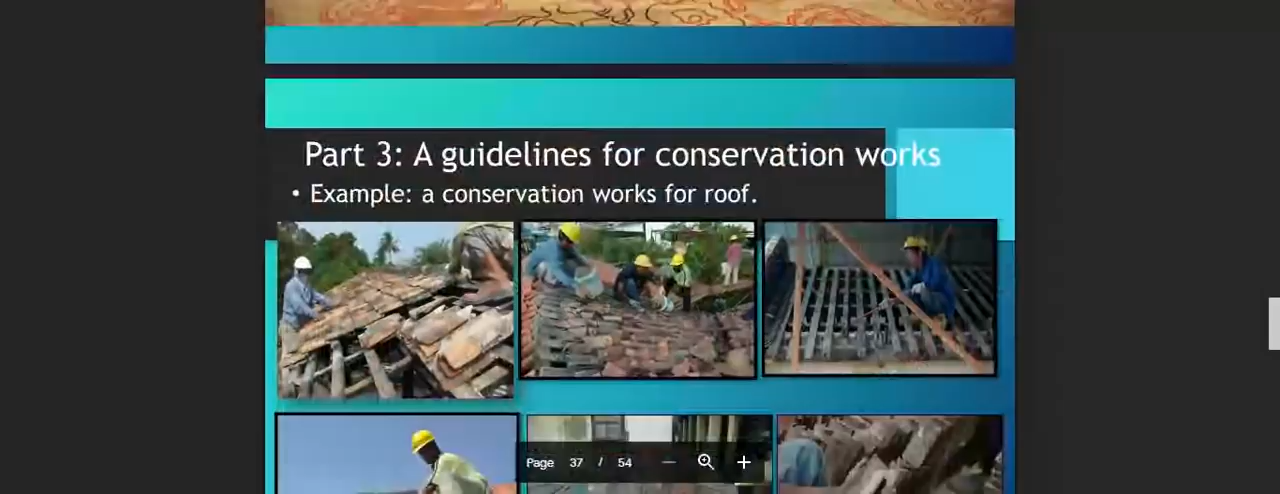 Part 3: A guidelines for conservation works
• Example: a conservation works for roof.
Page 37 / 54